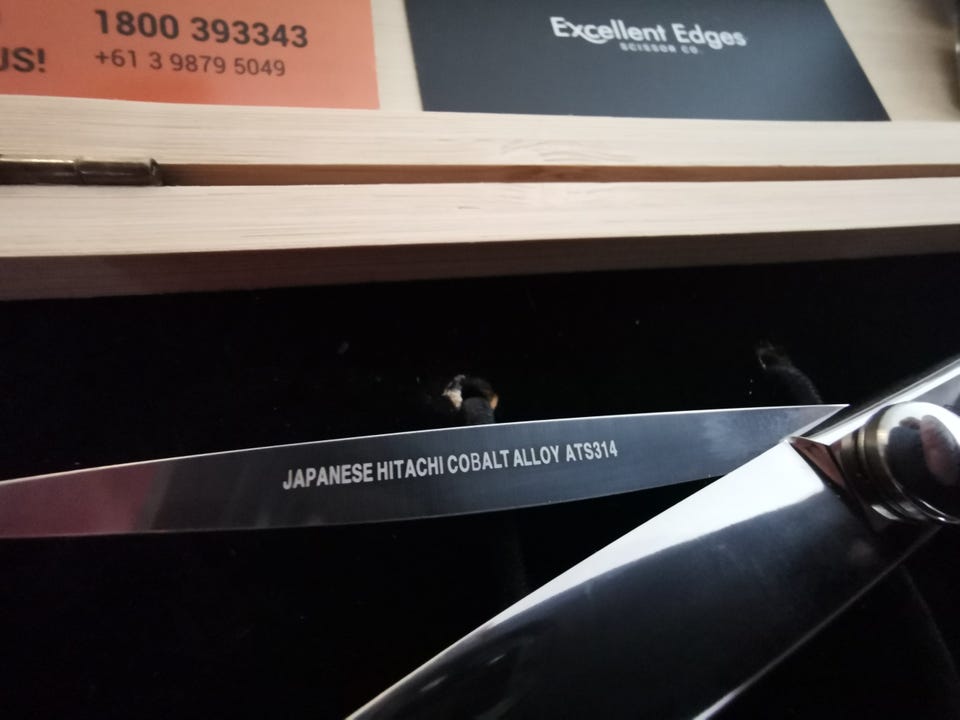 1800 393343
US!
+61 3 9879 5049
Excellent Edges
SCISSOR CO.
JAPANESE HITACHI COBALT ALLOY ATS314